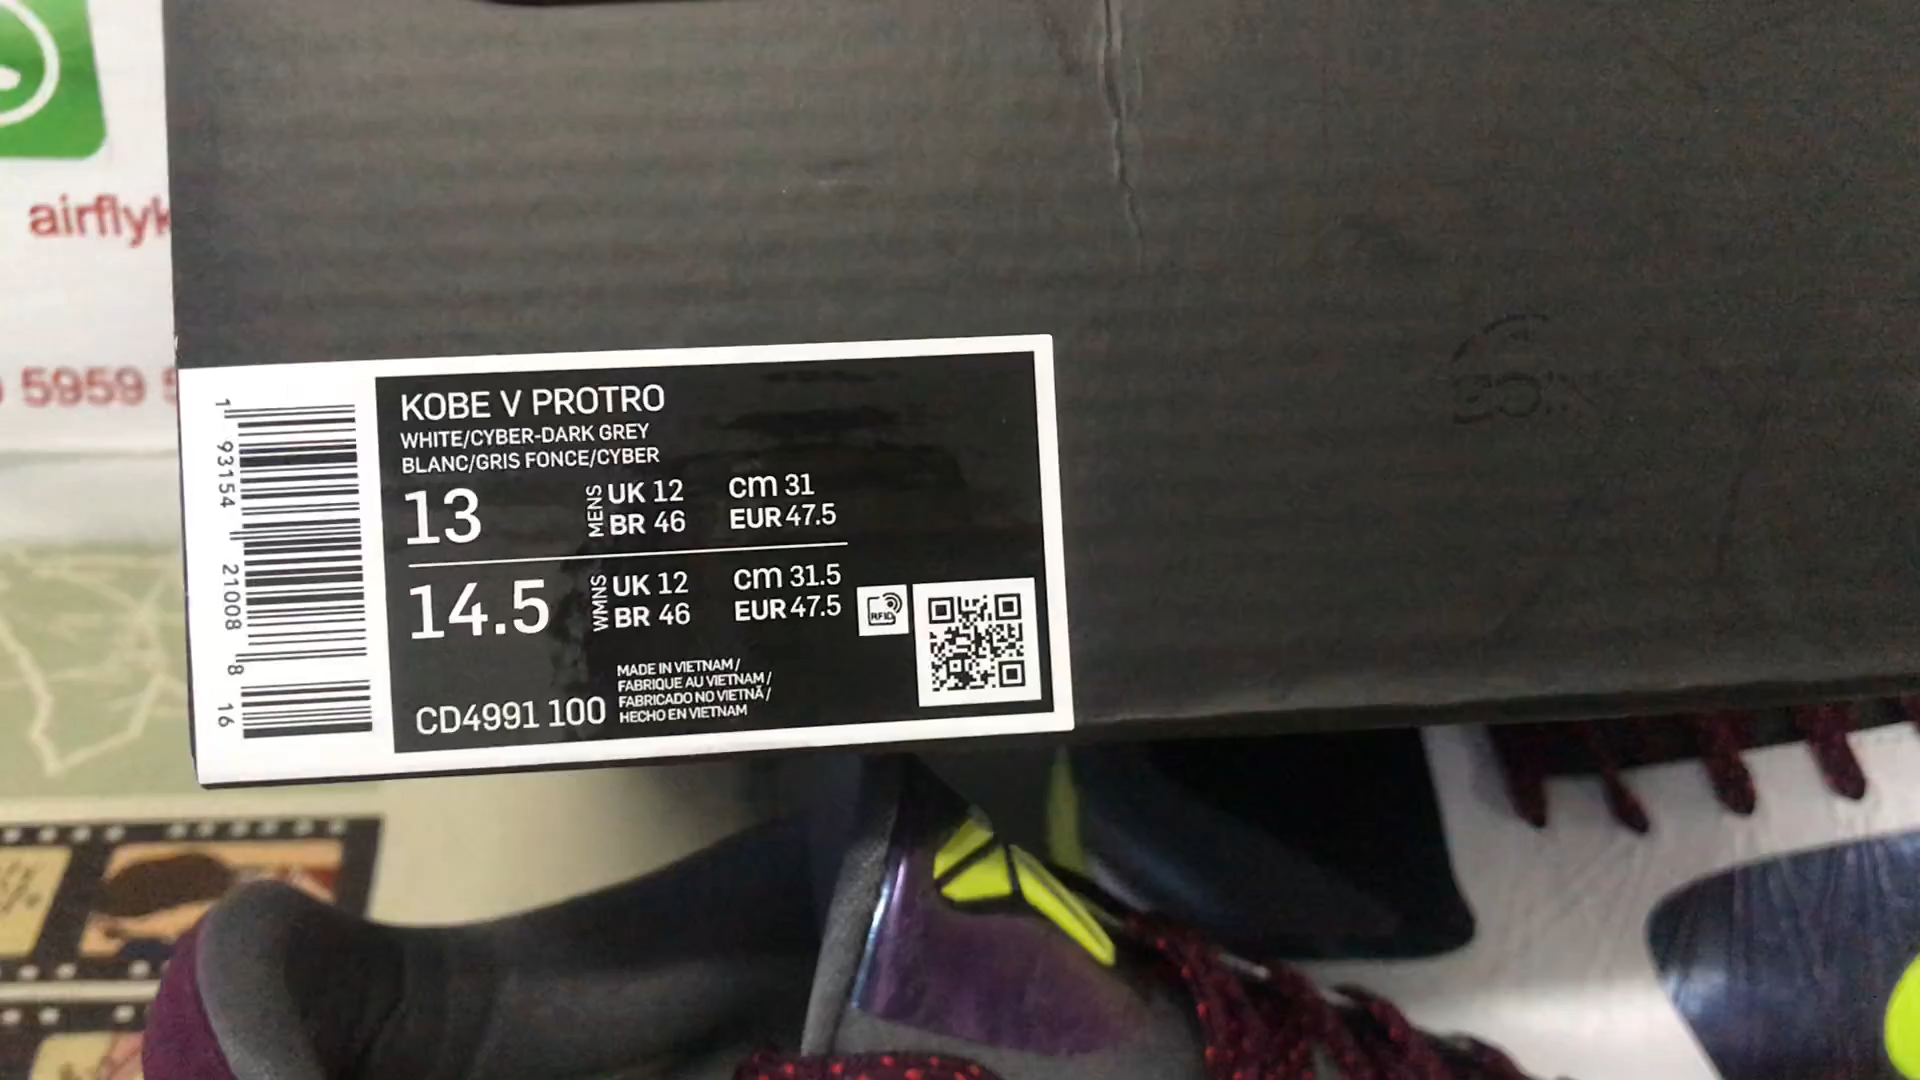 airflyk
5959
KOBE V PROTRO
WHITE/CYBER-DARK GREY
BLANC/GRIS FONCE/CYBER
13 MENS UK 12 cm 31
BR 46 EUR 47.5
14.5 WMNS UK 12 cm 31.5
BR 46 EUR 47.5
RFID
MADE IN VIETNAM /
FABRIQUE AU VIETNAM /
FABRICADO NO VIETNÃ /
HECHO EN VIETNAM
CD4991 100
1 93154 21008 8 16